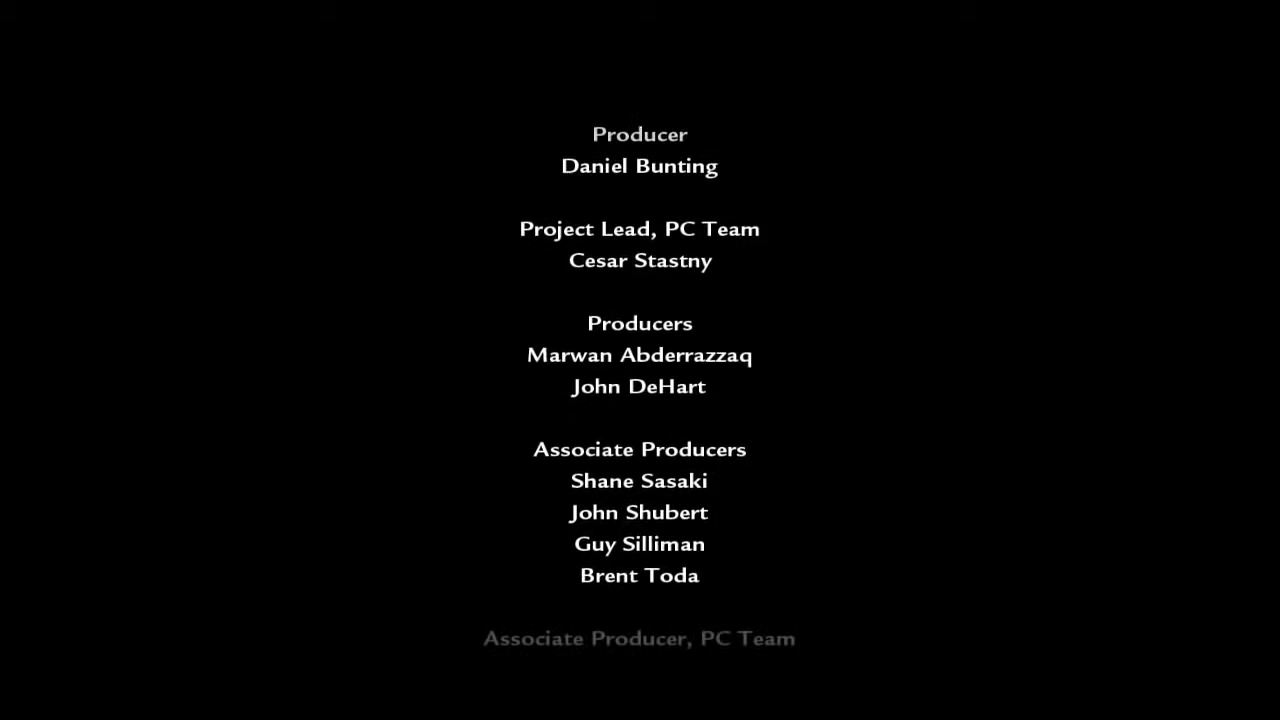 Producer
Daniel Bunting
Project Lead, PC Team
Cesar Stastny
Producers
Marwan Abderrazzaq
John DeHart
Associate Producers
Shane Sasaki
John Shubert
Guy Silliman
Brent Toda
Associate Producer, PC Team